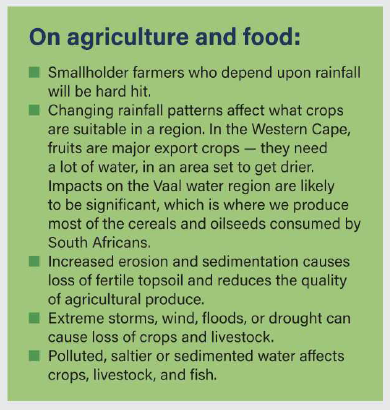 On agriculture and food:
Smallholder farmers who depend upon rainfall
will be hard hit.
Changing rainfall patterns affect what crops
are suitable in a region. In the Western Cape,
fruits are major export crops — they need
a lot of water, in an area set to get drier.
Impacts on the Vaal water region are likely
to be significant, which is where we produce
most of the cereals and oilseeds consumed by
South Africans.
Increased erosion and sedimentation causes
loss of fertile topsoil and reduces the quality
of agricultural produce.
Extreme storms, wind, floods, or drought can
cause loss of crops and livestock.
Polluted, saltier or sedimented water affects
crops, livestock, and fish.